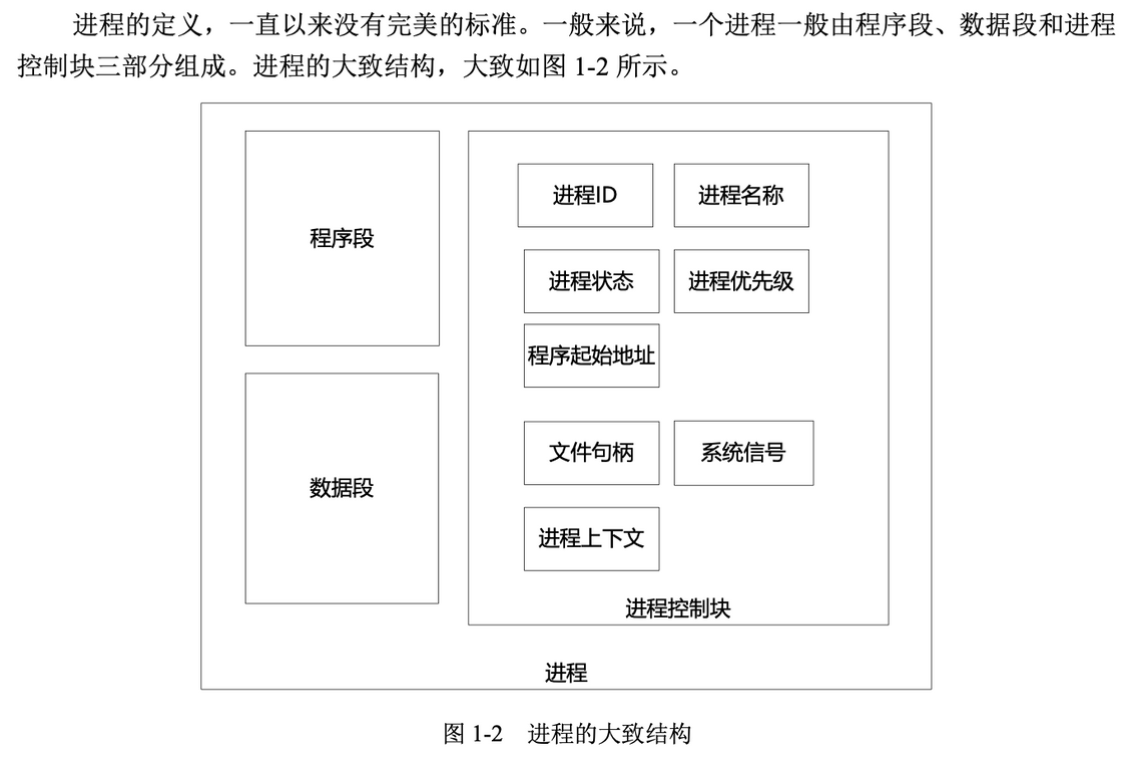 进程的定义，一直以来没有完美的标准。一般来说，一个进程一般由程序段、数据段和进程
控制块三部分组成。进程的大致结构，大致如图 1-2 所示。
程序段
数据段
进程ID
进程名称
进程状态
进程优先级
程序起始地址
文件句柄
系统信号
进程上下文
进程控制块
进程
图 1-2 进程的大致结构